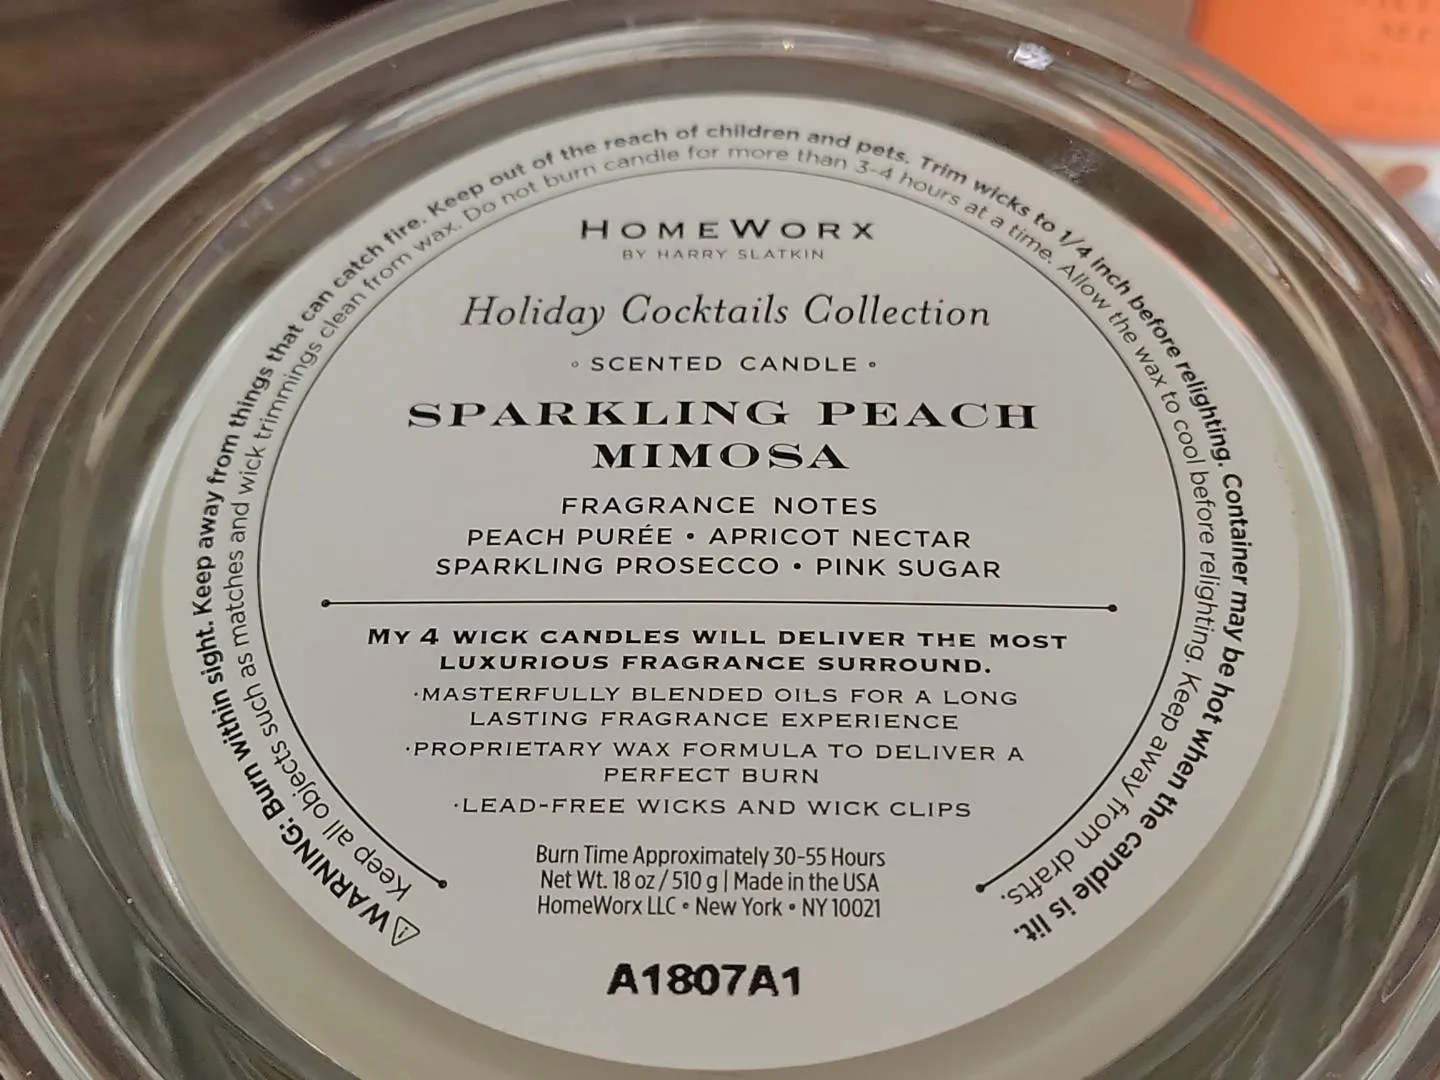 ⚠WARNING: Burn within sight. Keep away from things that can catch fire. Keep out of the reach of children and pets. Trim wicks to 1/4 inch before relighting. Container may be hot when the candle is lit.
Keep all objects such as matches and wick trimmings clean from wax. Do not burn candle for more than 3-4 hours at a time. Allow the wax to cool before relighting. Keep away from drafts.
HOMEWORX
BY HARRY SLATKIN
Holiday Cocktails Collection
◦ SCENTED CANDLE ◦
SPARKLING PEACH
MIMOSA
FRAGRANCE NOTES
PEACH PURÉE • APRICOT NECTAR
SPARKLING PROSECCO • PINK SUGAR
MY 4 WICK CANDLES WILL DELIVER THE MOST
LUXURIOUS FRAGRANCE SURROUND.
·MASTERFULLY BLENDED OILS FOR A LONG
LASTING FRAGRANCE EXPERIENCE
·PROPRIETARY WAX FORMULA TO DELIVER A
PERFECT BURN
·LEAD-FREE WICKS AND WICK CLIPS
Burn Time Approximately 30-55 Hours
Net Wt. 18 oz / 510 g | Made in the USA
HomeWorx LLC • New York • NY 10021
A1807A1